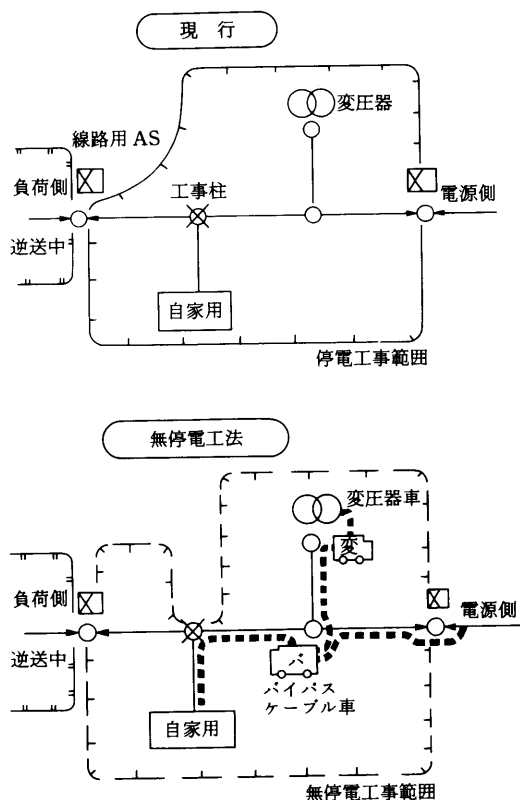 現行
変圧器
線路用 AS
負荷側
工事柱
電源側
逆送中
自家用
停電工事範囲
無停電工法
変圧器車
変
負荷側
電源側
逆送中
バ
バイパス
ケーブル車
自家用
無停電工事範囲